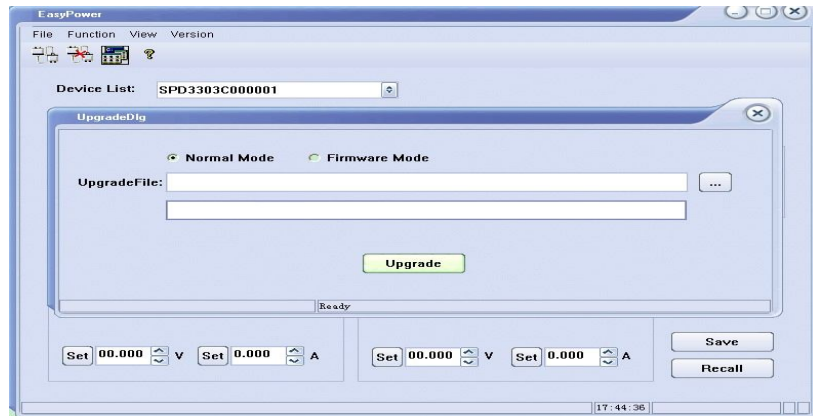 EasyPower
File Function View Version
?
Device List: SPD3303C000001
UpgradeDlg
Normal Mode Firmware Mode
UpgradeFile: ...
Upgrade
Ready
Set 00.000 V Set 0.000 A Set 00.000 V Set 0.000 A
Save
Recall
17:44:36